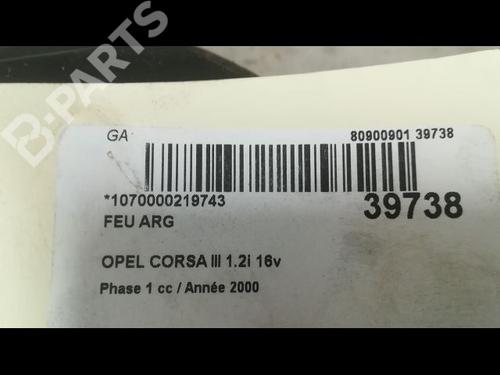 B-PARTS
GA
80900901 39738
*1070000219743
39738
FEU ARG
OPEL CORSA III 1.2i 16v
Phase 1 cc / Année 2000